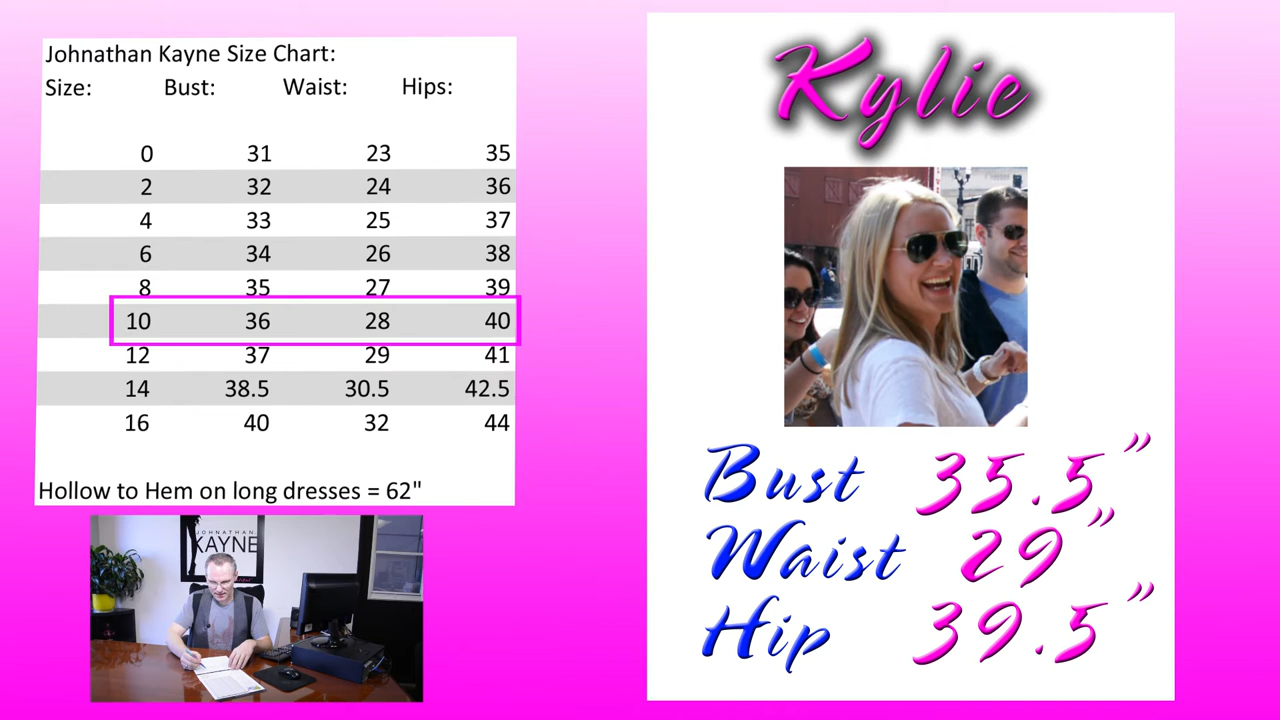 Johnathan Kayne Size Chart:
Size: Bust: Waist: Hips:
0 31 23 35
2 32 24 36
4 33 25 37
6 34 26 38
8 35 27 39
10 36 28 40
12 37 29 41
14 38.5 30.5 42.5
16 40 32 44
Hollow to Hem on long dresses = 62"
JOHNATHAN
KAYNE
Kylie
Bust 35.5"
Waist 29"
Hip 39.5"